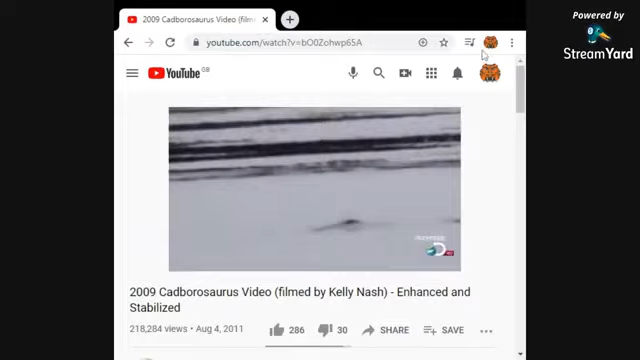 2009 Cadborosaurus Video (film
Powered by
StreamYard
youtube.com/watch?v=bO0Zohwp65A
YouTube GB
2009 Cadborosaurus Video (filmed by Kelly Nash) - Enhanced and
Stabilized
218,284 views • Aug 4, 2011
286
30
SHARE
SAVE